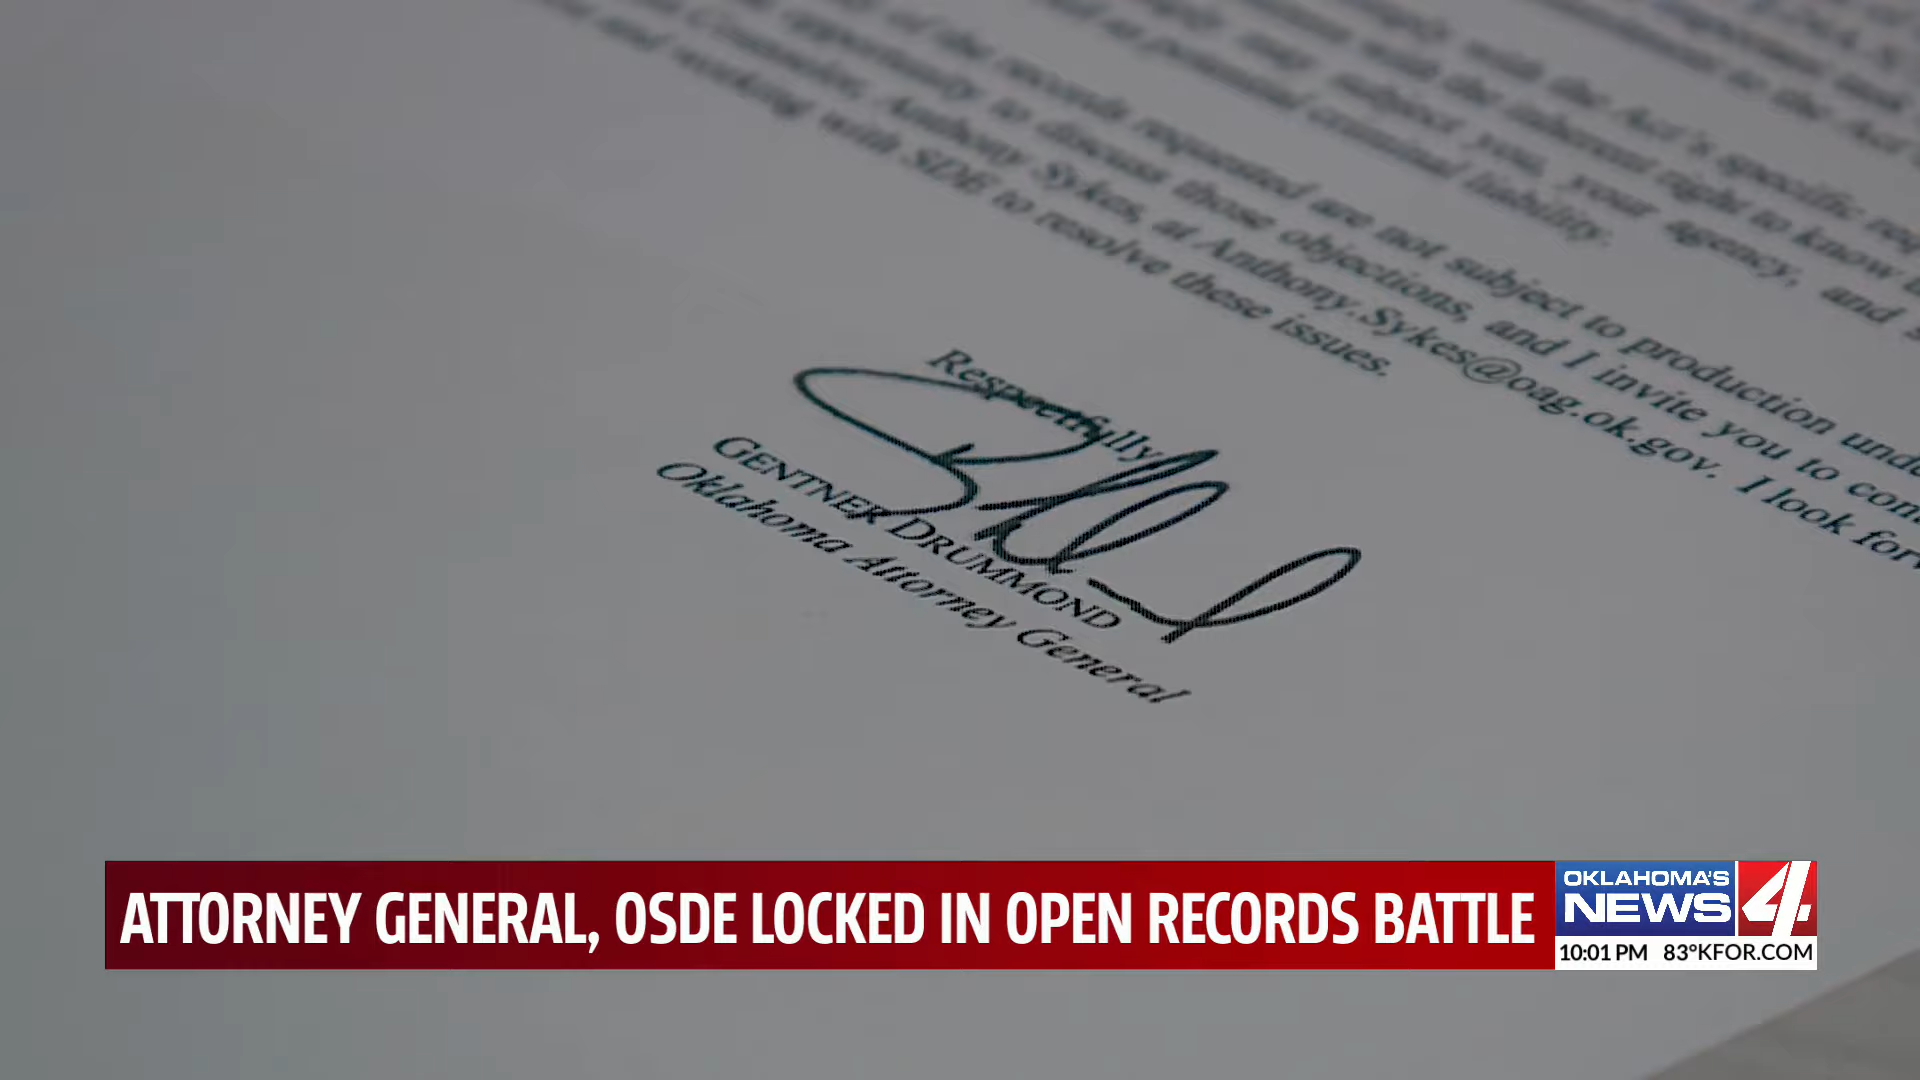 with the Act's specific req
with the inherent right to know
may subject you, your agency, and
as potential criminal liability.
of the records requested are not subject to production und
opportunity to discuss those objections, and I invite you to con
Counselor, Anthony Sykes, at Anthony.Sykes@oag.ok.gov. I look for
and working with SDE to resolve these issues.
Respectfully
GENTNER DRUMMOND
Oklahoma Attorney General
ATTORNEY GENERAL, OSDE LOCKED IN OPEN RECORDS BATTLE
OKLAHOMA'S
NEWS 4
10:01 PM 83° KFOR.COM